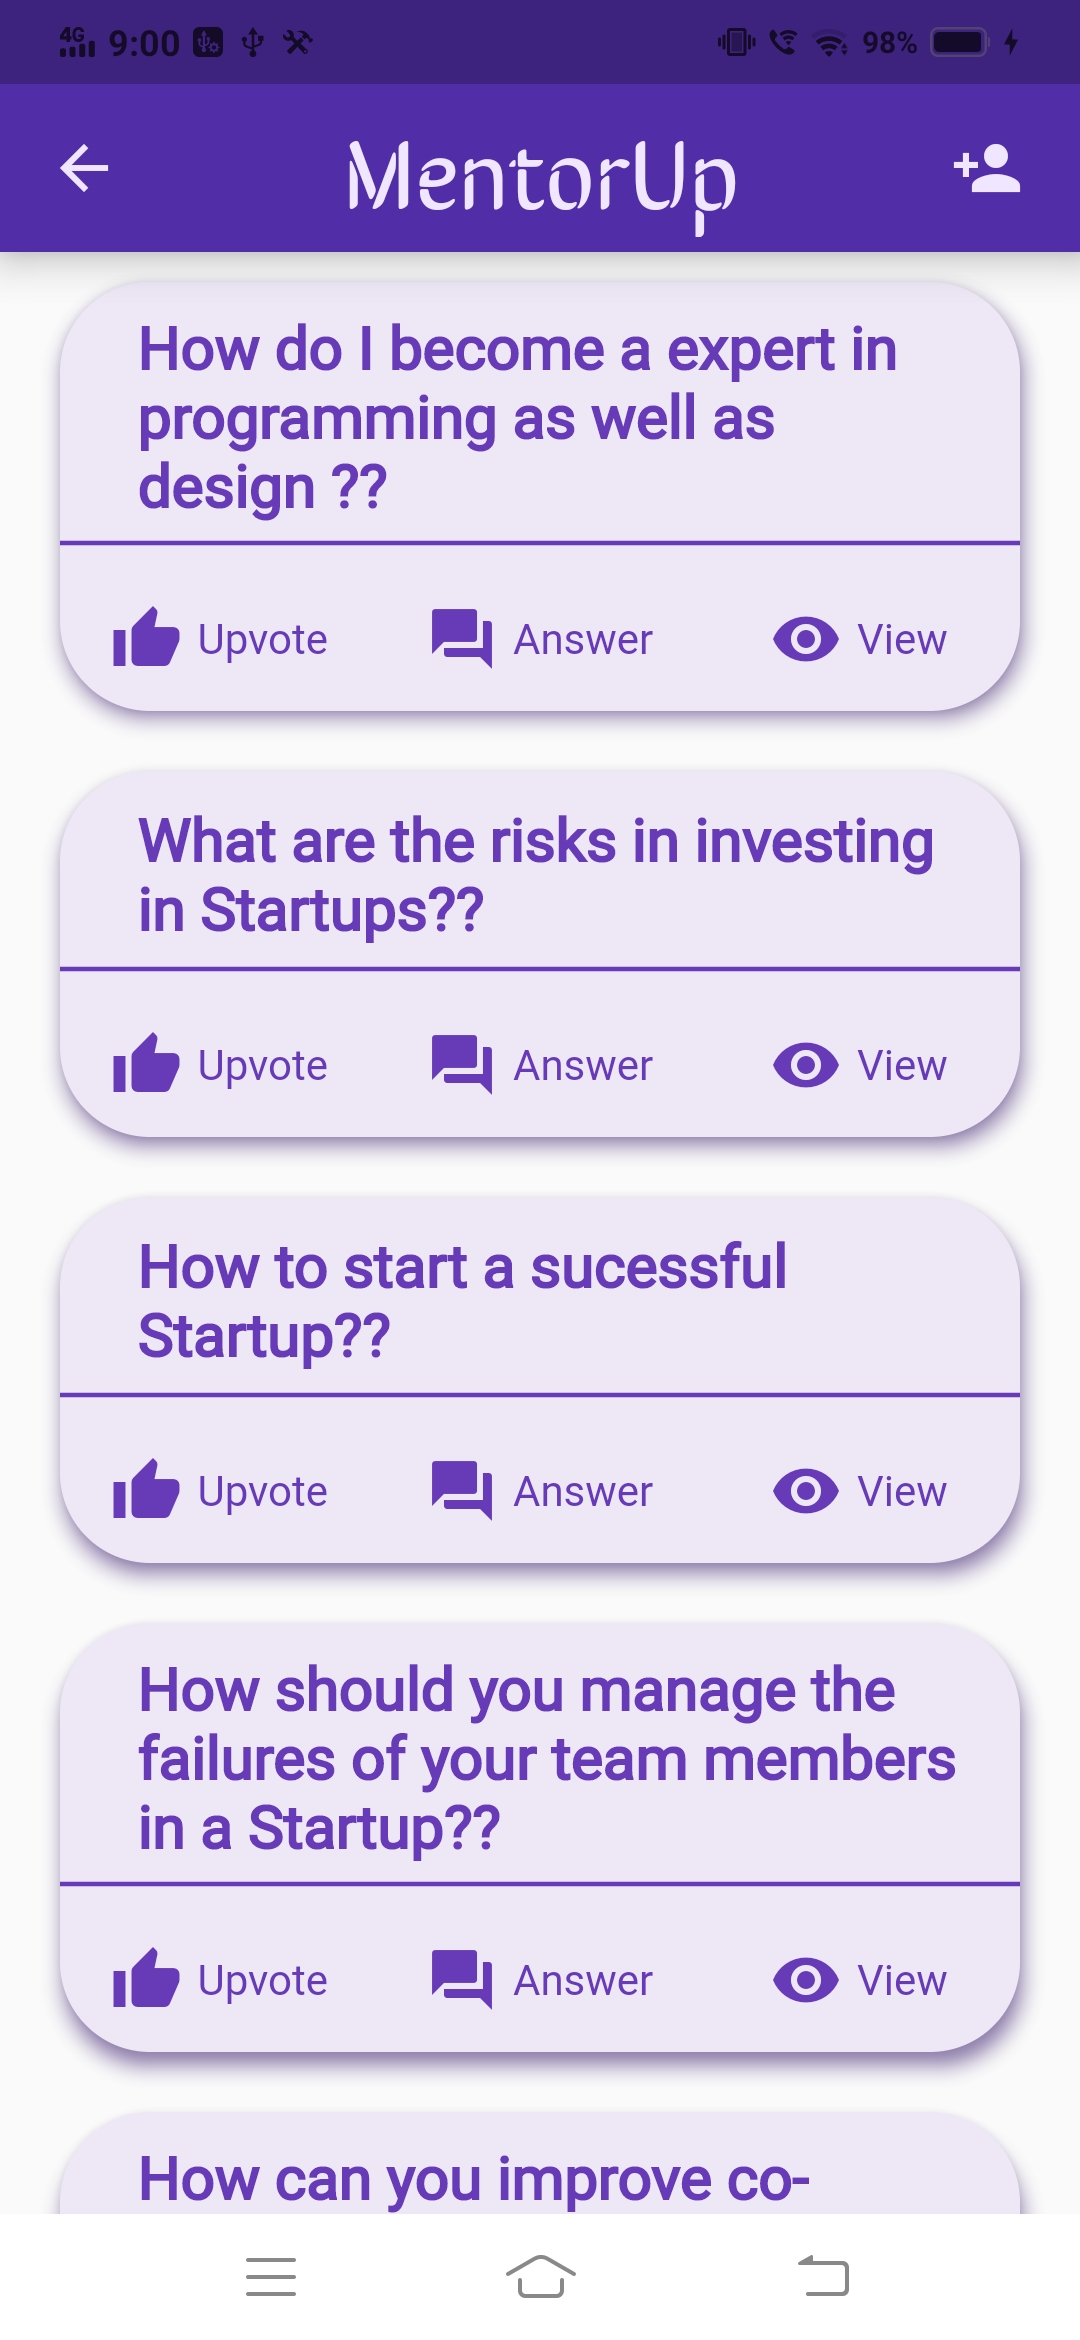 4G 9:00 98%
MentorUp
How do I become a expert in
programming as well as
design ??
Upvote Answer View
What are the risks in investing
in Startups??
Upvote Answer View
How to start a sucessful
Startup??
Upvote Answer View
How should you manage the
failures of your team members
in a Startup??
Upvote Answer View
How can you improve co-